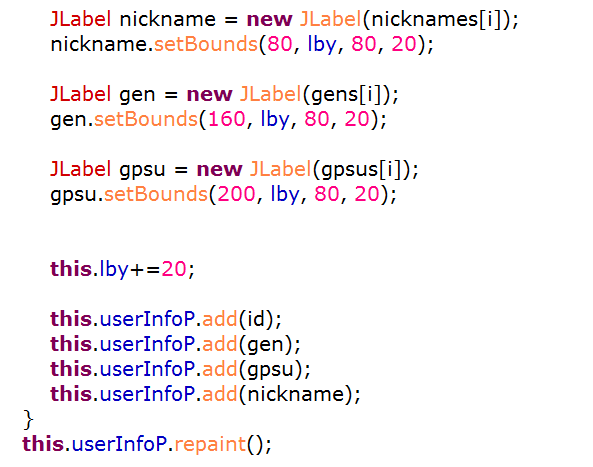 JLabel nickname = new JLabel(nicknames[i]);
nickname.setBounds(80, lby, 80, 20);
JLabel gen = new JLabel(gens[i]);
gen.setBounds(160, lby, 80, 20);
JLabel gpsu = new JLabel(gpsus[i]);
gpsu.setBounds(200, lby, 80, 20);
this.lby+=20;
this.userInfoP.add(id);
this.userInfoP.add(gen);
this.userInfoP.add(gpsu);
this.userInfoP.add(nickname);
}
this.userInfoP.repaint();